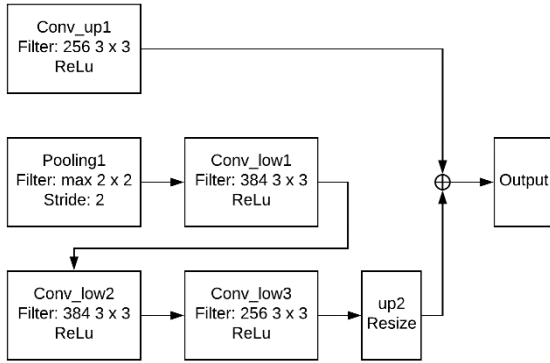 Conv_up1
Filter: 256 3 x 3
ReLu
Pooling1
Filter: max 2 x 2
Stride: 2
Conv_low1
Filter: 384 3 x 3
ReLu
Output
Conv_low2
Filter: 384 3 x 3
ReLu
Conv_low3
Filter: 256 3 x 3
ReLu
up2
Resize